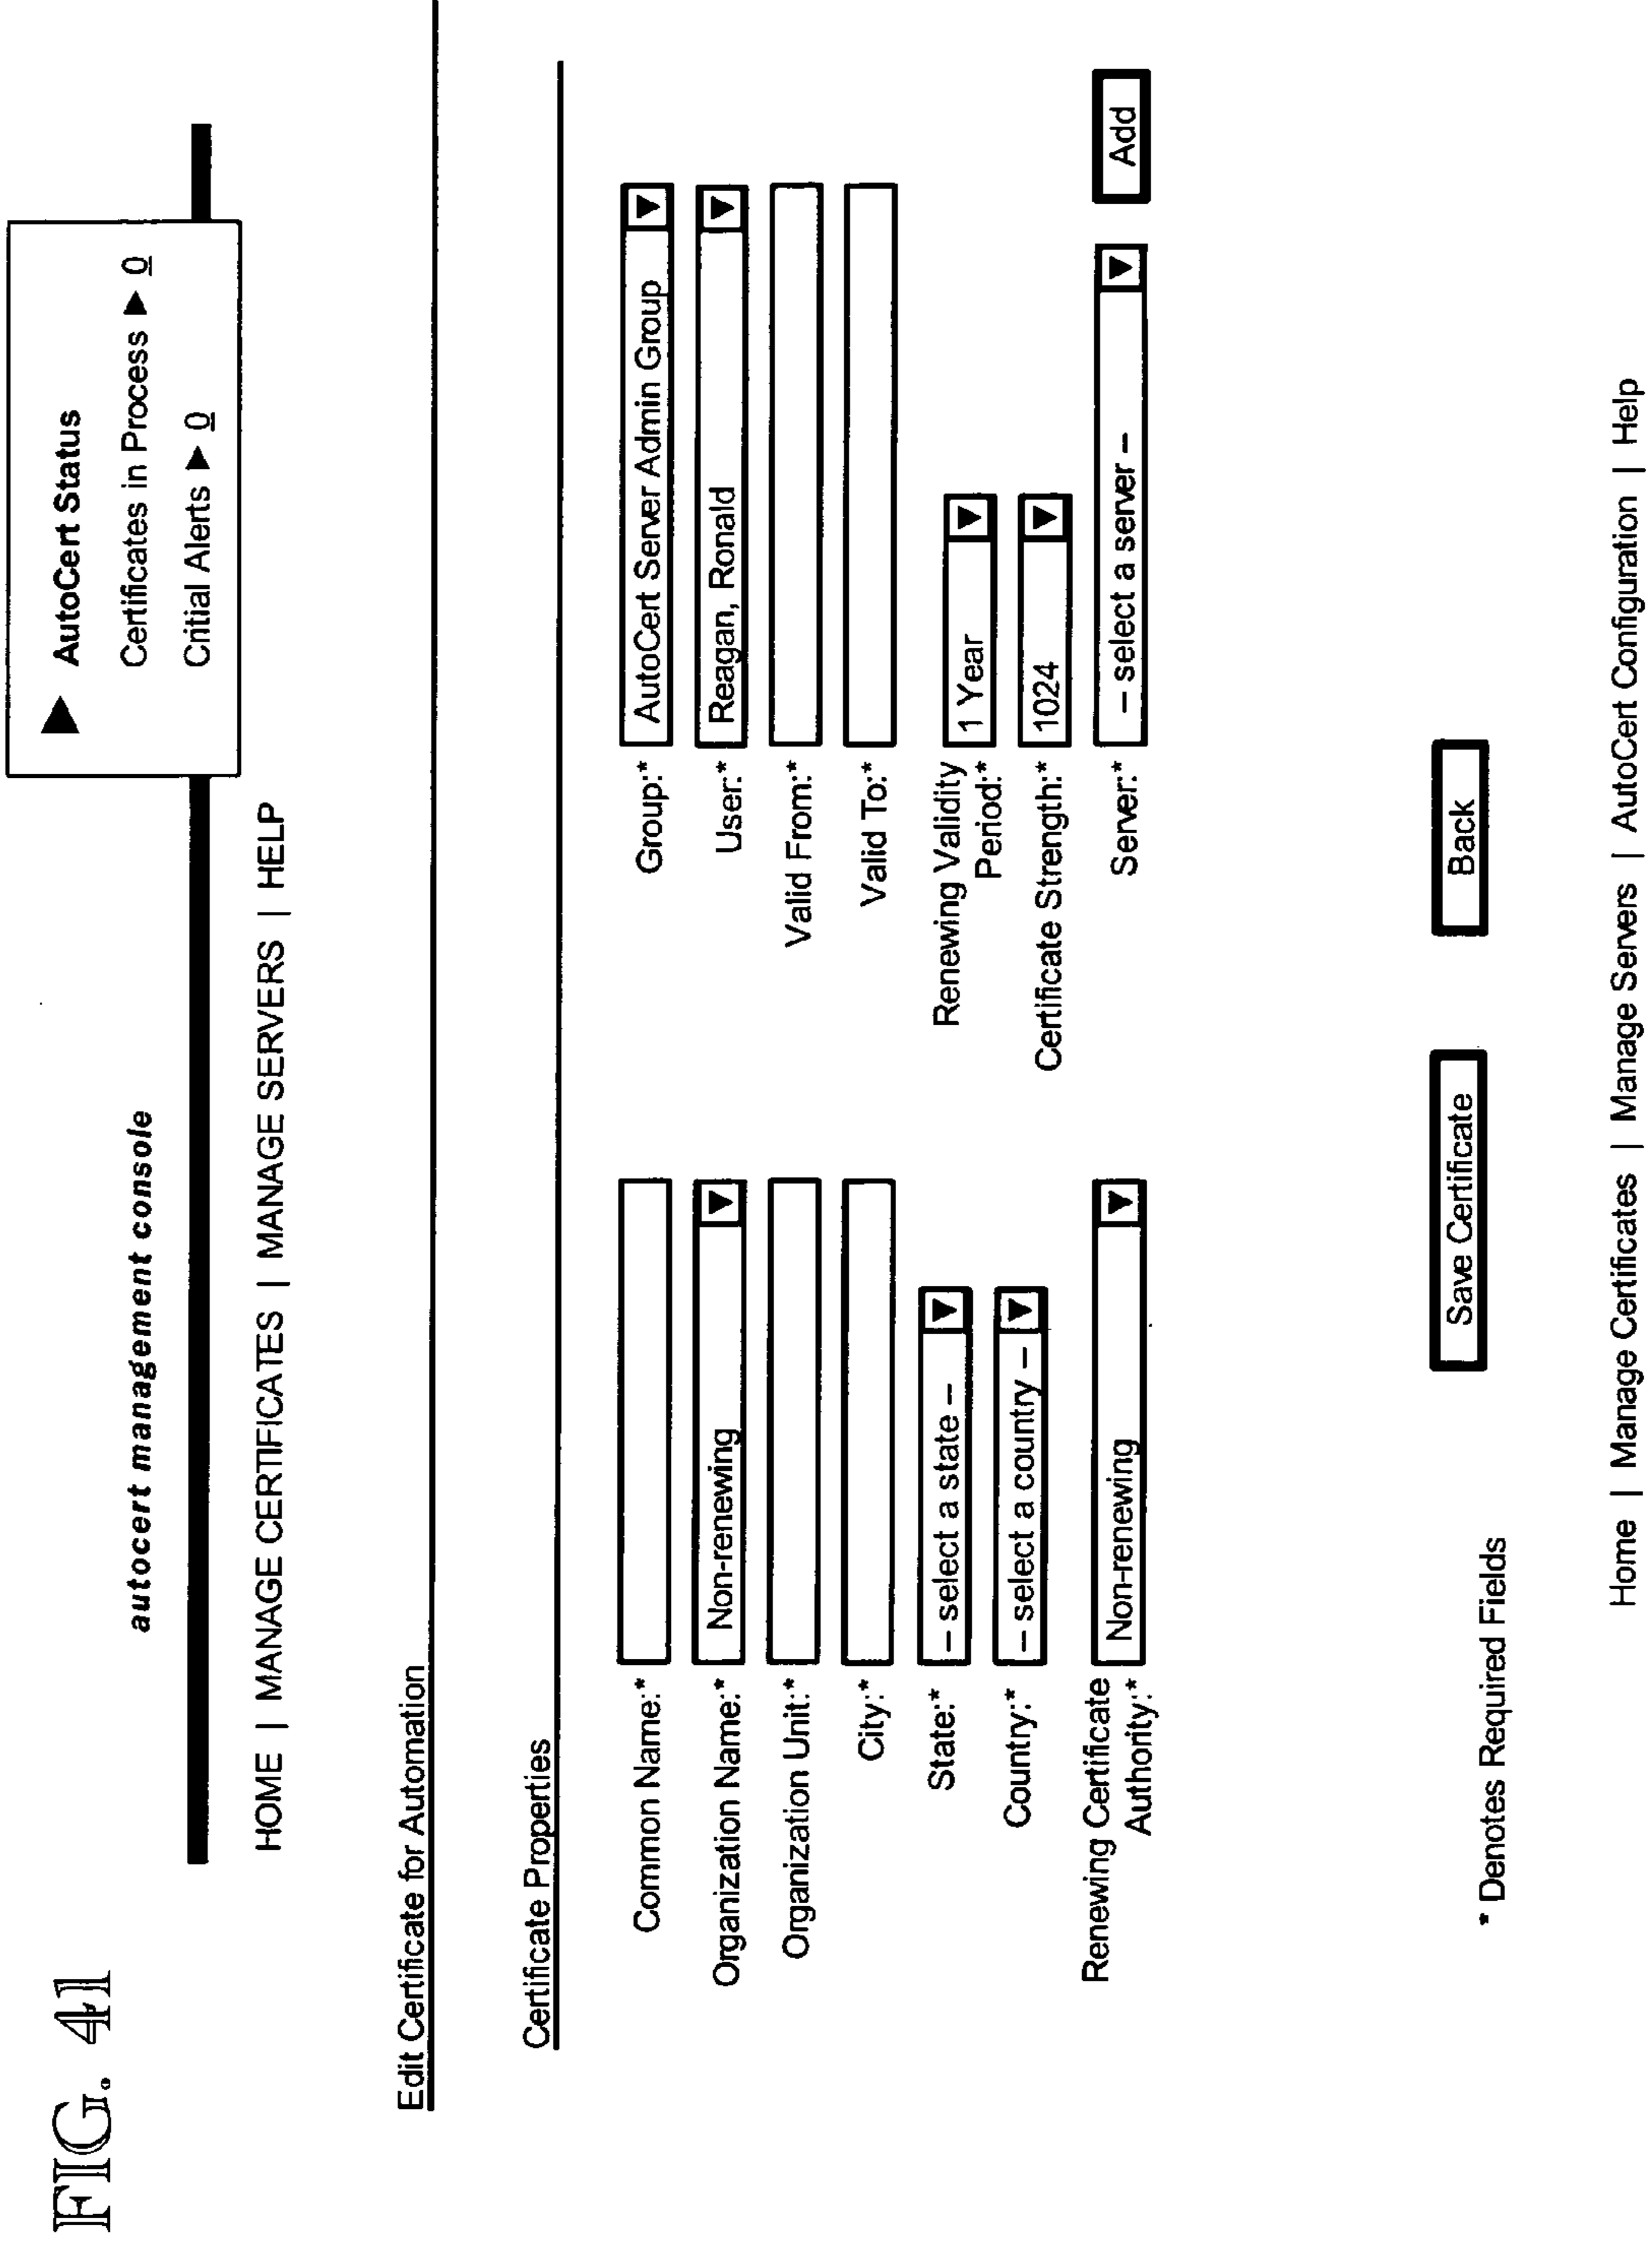 FIG. 41
AutoCert Status
Certificates in Process ▶ 0
Critial Alerts ▶ 0
autocert management console
HOME | MANAGE CERTIFICATES | MANAGE SERVERS | HELP
Edit Certificate for Automation
Certificate Properties
Common Name:*
Organization Name:* Non-renewing
Organization Unit:*
City:*
State:* – select a state –
Country:* – select a country –
Renewing Certificate
Authority:* Non-renewing
Group:* AutoCert Server Admin Group
User:* Reagan, Ronald
Valid From:*
Valid To:*
Renewing Validity
Period:* 1 Year
Certificate Strength:* 1024
Server:* – select a server – Add
Save Certificate Back
* Denotes Required Fields
Home | Manage Certificates | Manage Servers | AutoCert Configuration | Help